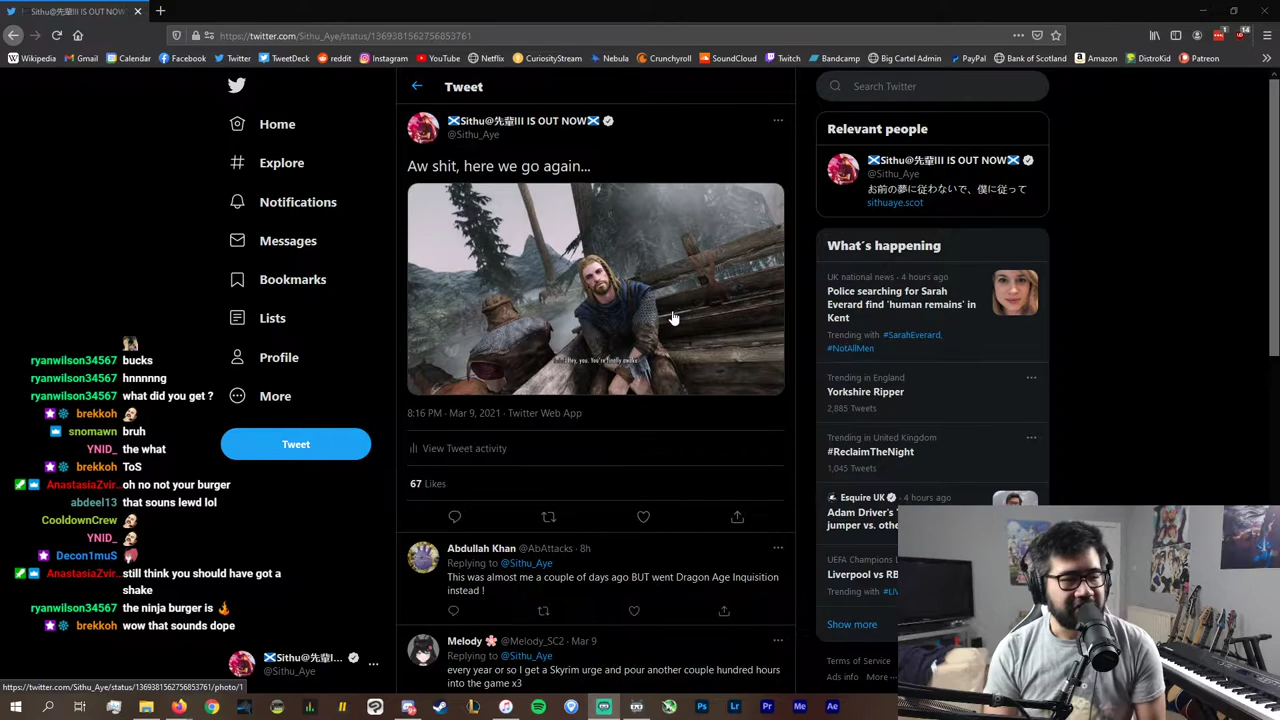 Sithu@先輩III IS OUT NOW
https://twitter.com/Sithu_Aye/status/1369381562756853761
1
14
Wikipedia Gmail Calendar Facebook Twitter TweetDeck reddit Instagram YouTube Netflix CuriosityStream Nebula Crunchyroll SoundCloud Twitch Bandcamp Big Cartel Admin PayPal Bank of Scotland Amazon DistroKid Patreon
Home
Explore
Notifications
Messages
Bookmarks
Lists
Profile
More
Tweet
Sithu@先輩III I...
@Sithu_Aye
https://twitter.com/Sithu_Aye/status/1369381562756853761/photo/1
ryanwilson34567 bucks
ryanwilson34567 hnnnnng
ryanwilson34567 what did you get ?
brekkoh
snomawn bruh
YNID_ the what
brekkoh ToS
AnastasiaZvir... oh no not your burger
abdeel13 that souns lewd lol
CooldownCrew
YNID_
Decon1muS
AnastasiaZvir... still think you should have got a
shake
ryanwilson34567 the ninja burger is 🔥
brekkoh wow that sounds dope
Tweet
🏴󠁧󠁢󠁳󠁣󠁴󠁿Sithu@先輩III IS OUT NOW🏴󠁧󠁢󠁳󠁣󠁴󠁿
@Sithu_Aye
Aw shit, here we go again...
Hey, you. You're finally awake.
8:16 PM · Mar 9, 2021 · Twitter Web App
View Tweet activity
67 Likes
Abdullah Khan @AbAttacks · 8h
Replying to @Sithu_Aye
This was almost me a couple of days ago BUT went Dragon Age Inquisition
instead !
Melody 🌸 @Melody_SC2 · Mar 9
Replying to @Sithu_Aye
every year or so I get a Skyrim urge and pour another couple hundred hours
into the game x3
Search Twitter
Relevant people
🏴󠁧󠁢󠁳󠁣󠁴󠁿Sithu@先輩III IS OUT NOW🏴󠁧󠁢󠁳󠁣󠁴󠁿
@Sithu_Aye
お前の夢に従わないで、僕に従って
sithuaye.scot
What's happening
UK national news · 4 hours ago
Police searching for Sarah
Everard find 'human remains' in
Kent
Trending with #SarahEverard,
#NotAllMen
Trending in England
Yorkshire Ripper
2,885 Tweets
Trending in United Kingdom
#ReclaimTheNight
1,045 Tweets
Esquire UK · 4 hours ago
Adam Driver's
jumper vs. othe
UEFA Champions
Liverpool vs RB
Trending with #LIV
Show more
Terms of Service
Ads info More
Ps Lr Pr Me Ae